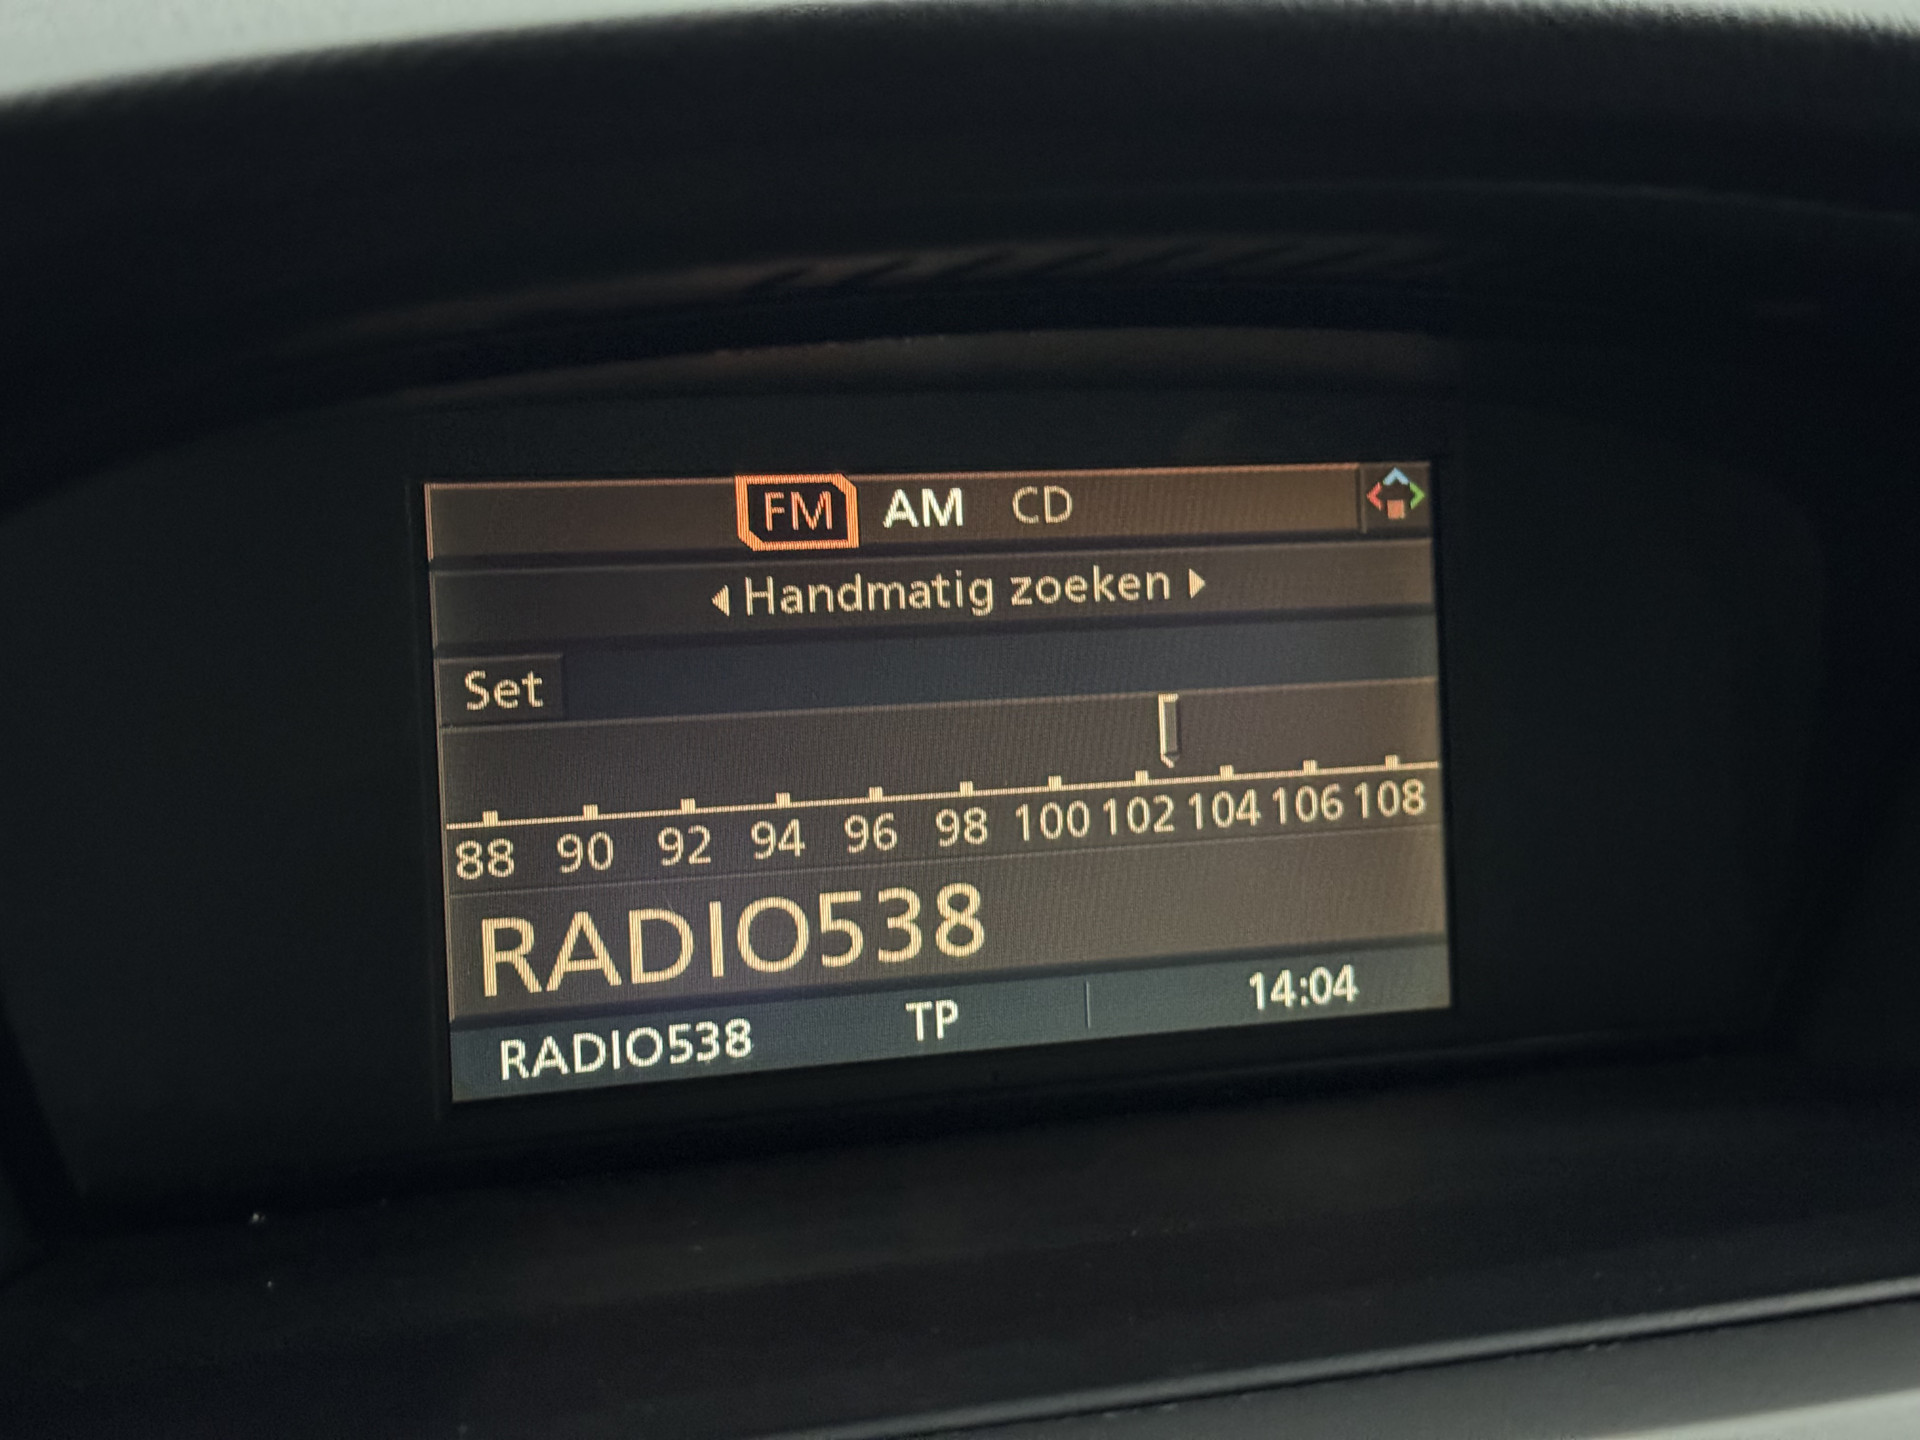 FM AM CD
Handmatig zoeken
Set
88 90 92 94 96 98 100 102 104 106 108
RADIO538
RADIO538 TP 14:04